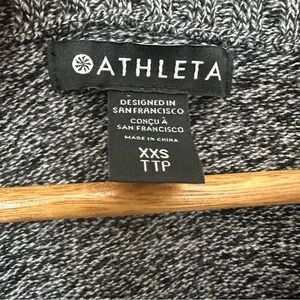 ATHLETA
DESIGNED IN
SAN FRANCISCO
CONÇU À
SAN FRANCISCO
MADE IN CHINA
XXS
TTP